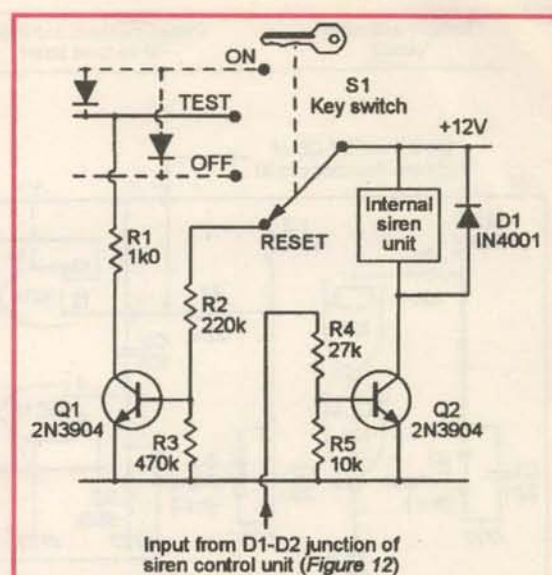 ON
S1
Key switch
TEST
+12V
OFF
Internal
siren
unit
D1
IN4001
RESET
R1
1k0
R2
220k
R4
27k
Q1
2N3904
R3
470k
R5
10k
Q2
2N3904
Input from D1-D2 junction of
siren control unit (Figure 12)